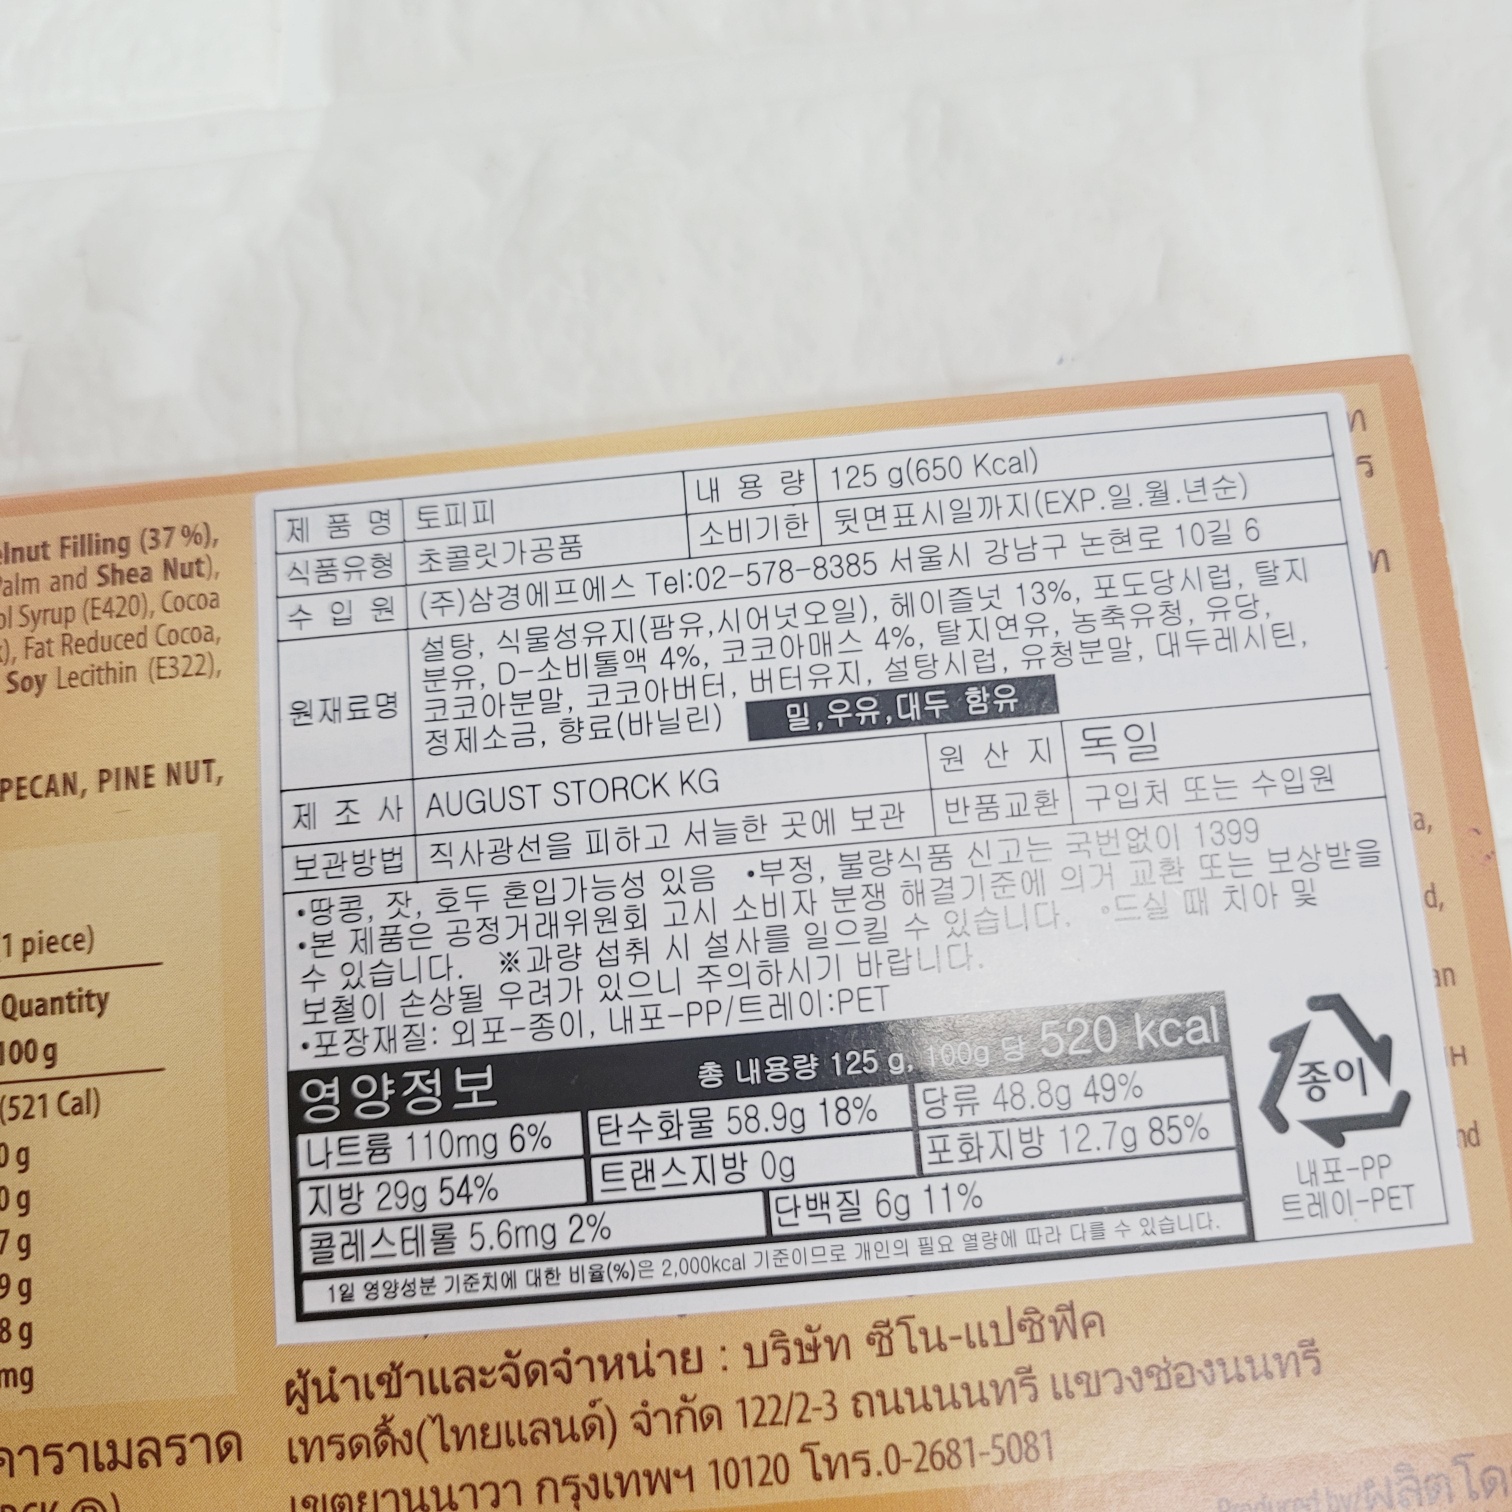 lnut Filling (37 %),
alm and Shea Nut),
ol Syrup (E420), Cocoa
), Fat Reduced Cocoa,
Soy Lecithin (E322),
PECAN, PINE NUT,
1 piece)
Quantity
100 g
(521 Cal)
0 g
0 g
7 g
9 g
8 g
mg
คาราเมลราด
제 품 명 토피피 내 용 량 125 g(650 Kcal)
식품유형 초콜릿가공품 소비기한 뒷면표시일까지(EXP.일.월.년순)
수 입 원 (주)삼경에프에스 Tel:02-578-8385 서울시 강남구 논현로 10길 6
원재료명 설탕, 식물성유지(팜유,시어넛오일), 헤이즐넛 13%, 포도당시럽, 탈지
분유, D-소비톨액 4%, 코코아매스 4%, 탈지연유, 농축유청, 유당,
코코아분말, 코코아버터, 버터유지, 설탕시럽, 유청분말, 대두레시틴,
정제소금, 향료(바닐린) 밀,우유,대두 함유
제 조 사 AUGUST STORCK KG 원 산 지 독일
보관방법 직사광선을 피하고 서늘한 곳에 보관 반품교환 구입처 또는 수입원
•땅콩, 잣, 호두 혼입가능성 있음 •부정, 불량식품 신고는 국번없이 1399
•본 제품은 공정거래위원회 고시 소비자 분쟁 해결기준에 의거 교환 또는 보상받을
수 있습니다. ※과량 섭취 시 설사를 일으킬 수 있습니다. •드실 때 치아 및
보철이 손상될 우려가 있으니 주의하시기 바랍니다.
•포장재질: 외포-종이, 내포-PP/트레이:PET
영양정보 총 내용량 125 g, 100g 당 520 kcal
나트륨 110mg 6% 탄수화물 58.9g 18% 당류 48.8g 49%
지방 29g 54% 트랜스지방 0g 포화지방 12.7g 85%
콜레스테롤 5.6mg 2% 단백질 6g 11%
1일 영양성분 기준치에 대한 비율(%)은 2,000kcal 기준이므로 개인의 필요 열량에 따라 다를 수 있습니다.
종이
내포-PP
트레이-PET
a,
d,
an
H
nd
ผู้นำเข้าและจัดจำหน่าย : บริษัท ซีโน-แปซิฟิค
เทรดดิ้ง(ไทยแลนด์) จำกัด 122/2-3 ถนนนนทรี แขวงช่องนนทรี
เขตยานนาวา กรุงเทพฯ 10120 โทร.0-2681-5081
Produced by/ผลิตโด